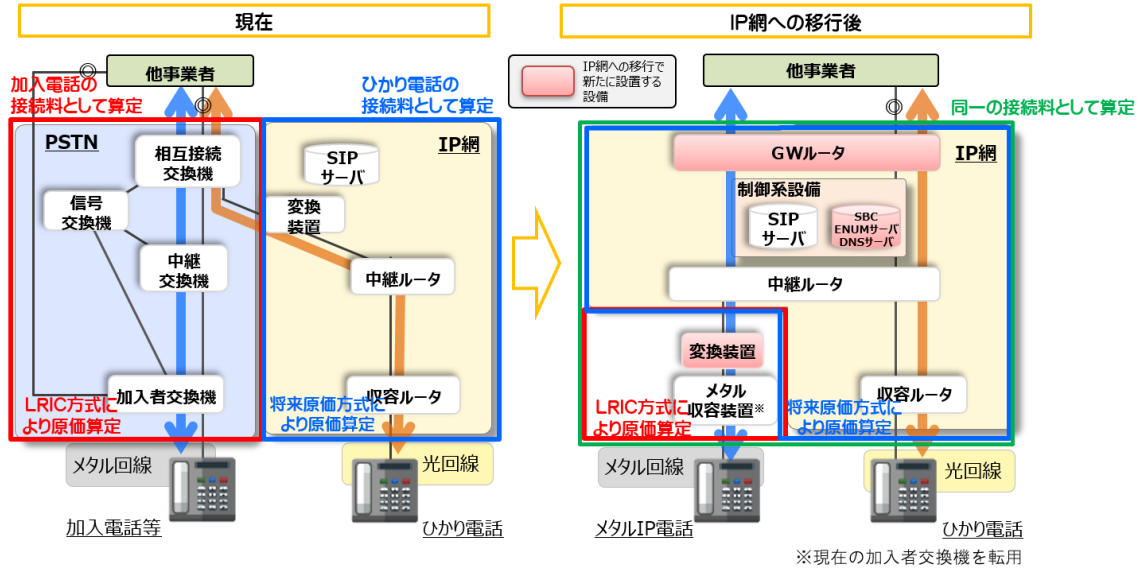 現在
他事業者
加入電話の
接続料として算定
ひかり電話の
接続料として算定
PSTN
相互接続
交換機
信号
交換機
中継
交換機
加入者交換機
LRIC方式に
より原価算定
IP網
SIP
サーバ
変換
装置
中継ルータ
収容ルータ
将来原価方式に
より原価算定
メタル回線
光回線
加入電話等
ひかり電話
IP網への移行後
IP網への移行で
新たに設置する
設備
他事業者
同一の接続料として算定
GWルータ
IP網
制御系設備
SIP
サーバ
SBC
ENUMサーバ
DNSサーバ
中継ルータ
変換装置
メタル
収容装置※
収容ルータ
LRIC方式に
より原価算定
将来原価方式に
より原価算定
メタル回線
光回線
メタルIP電話
ひかり電話
※現在の加入者交換機を転用